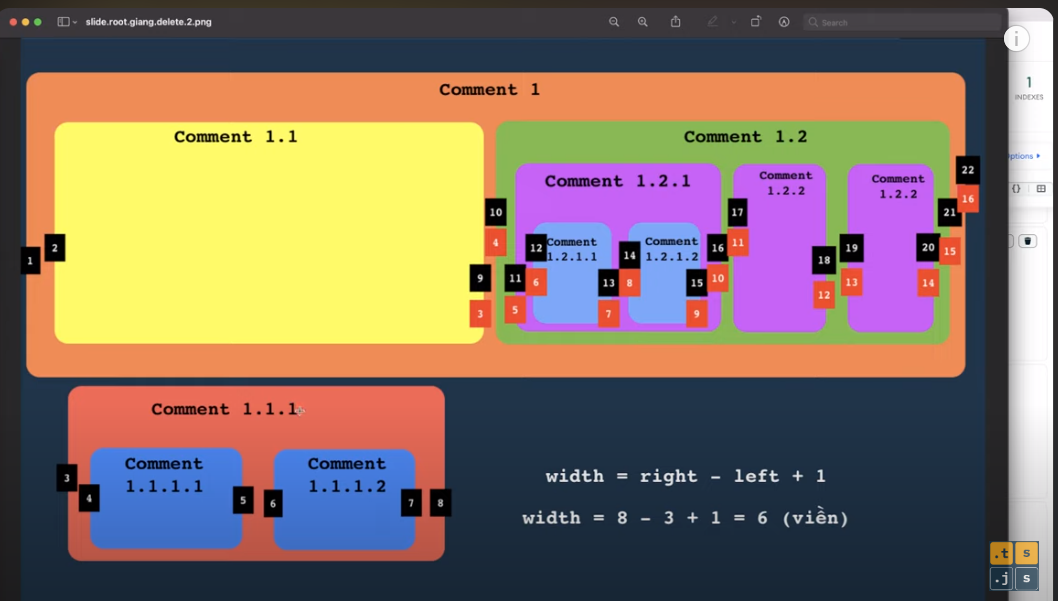 slide.root.giang.delete.2.png
Search
i
1
INDEXES
ptions
{}
Comment 1
Comment 1.1
Comment 1.2
Comment 1.2.1
Comment
1.2.2
Comment
1.2.2
Comment
1.2.1.1
Comment
1.2.1.2
1
2
10
4
9
3
11
5
12
6
13
7
14
8
15
9
16
10
17
11
18
12
19
13
20
14
21
15
22
16
Comment 1.1.1
Comment
1.1.1.1
Comment
1.1.1.2
3
4
5
6
7
8
width = right - left + 1
width = 8 - 3 + 1 = 6 (viền)
.t s
.j s